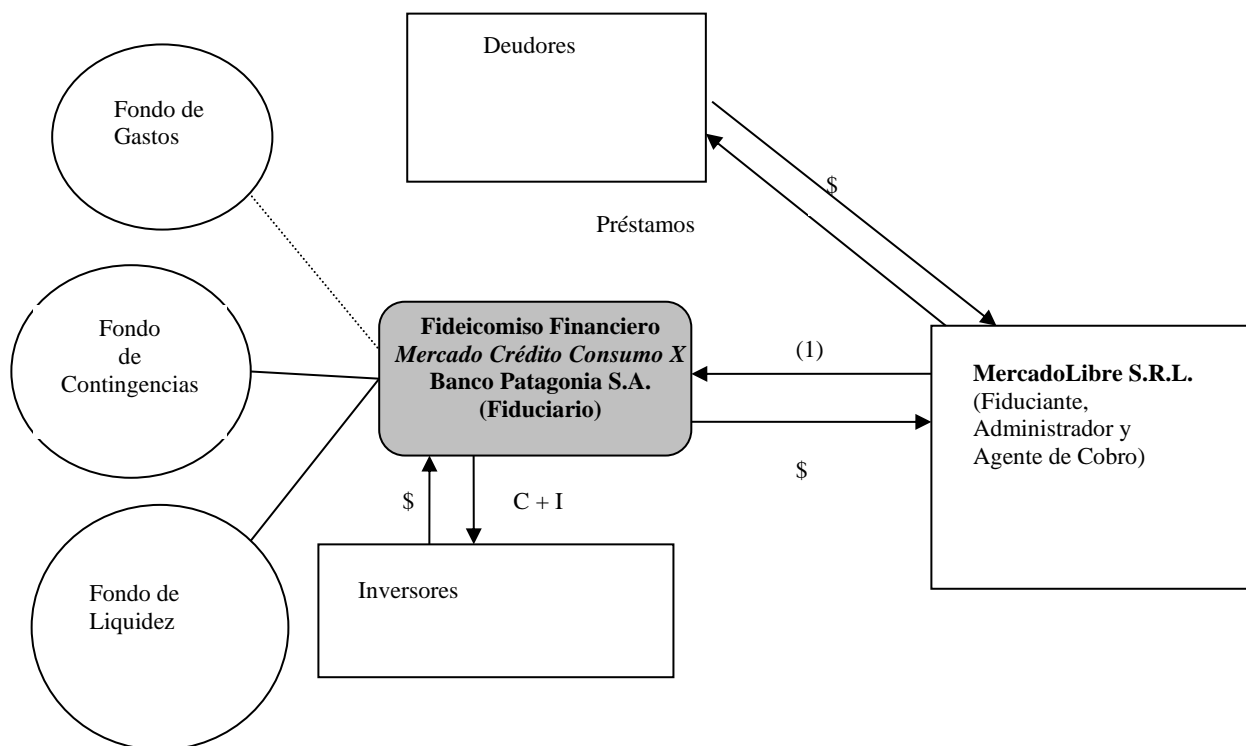 Deudores
Fondo de
Gastos
$
Préstamos
Fondo
de
Contingencias
Fideicomiso Financiero
Mercado Crédito Consumo X
Banco Patagonia S.A.
(Fiduciario)
(1)
MercadoLibre S.R.L.
(Fiduciante,
Administrador y
Agente de Cobro)
$
$
C + I
Fondo de
Liquidez
Inversores